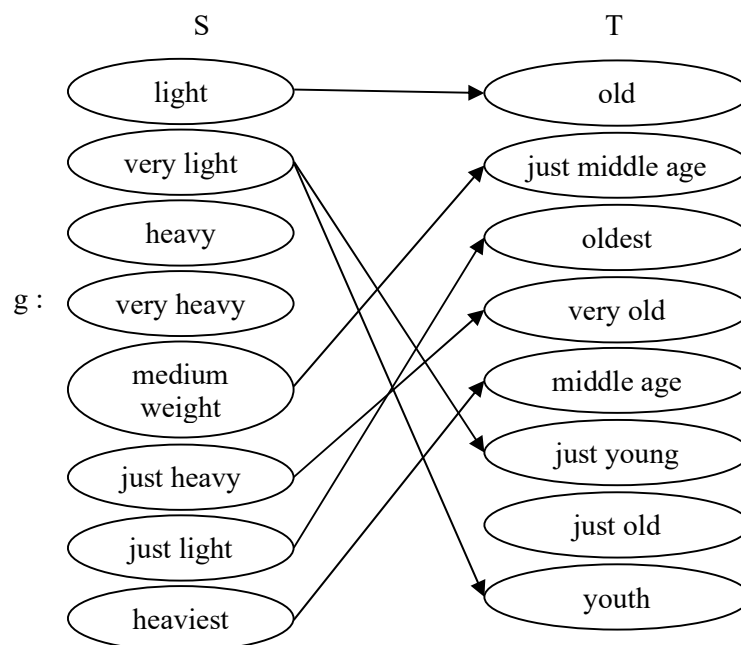 S
T
light
old
very light
just middle age
heavy
oldest
g :
very heavy
very old
medium
weight
middle age
just heavy
just young
just light
just old
heaviest
youth